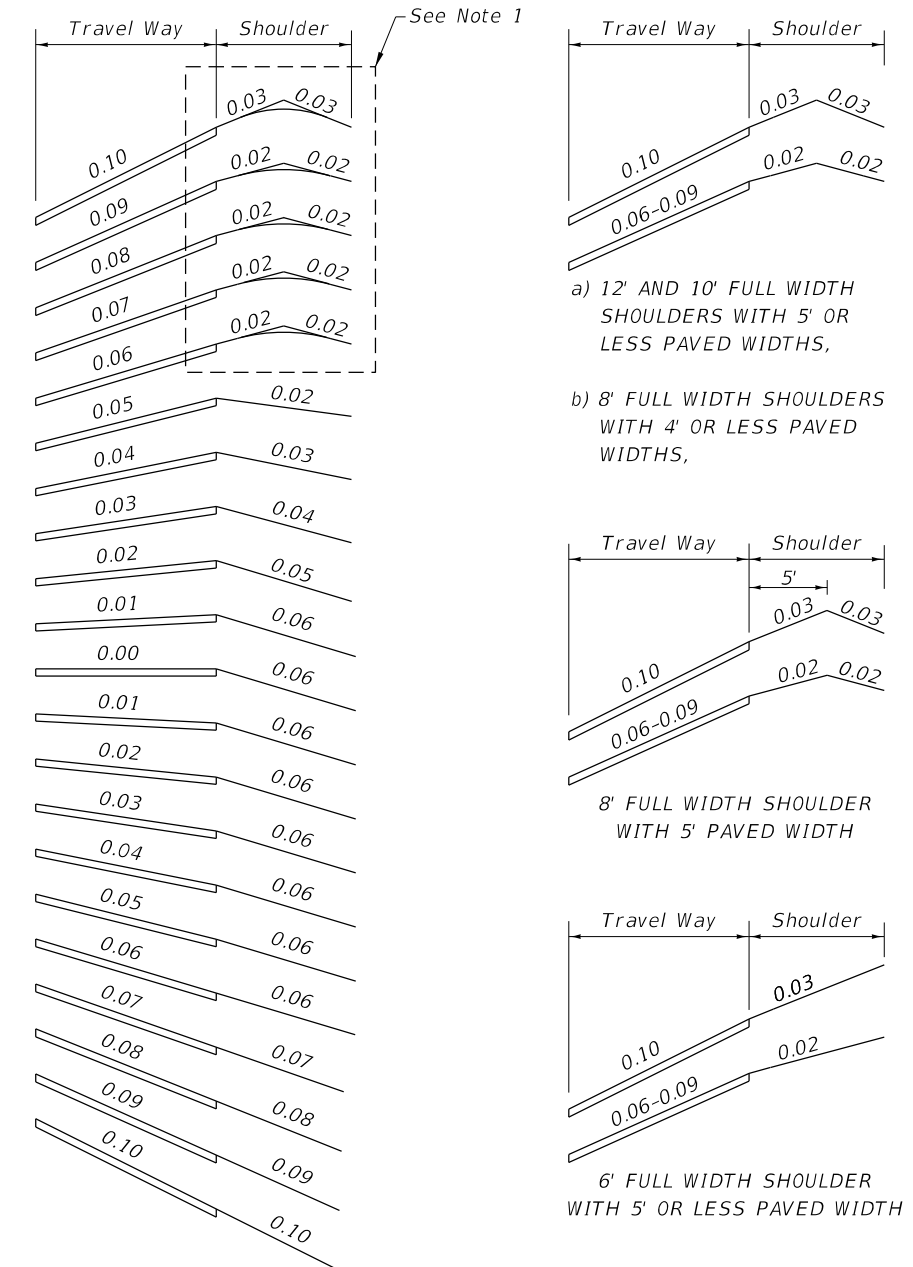 See Note 1
Travel Way Shoulder
0.10 0.03 0.03
0.09 0.02 0.02
0.08 0.02 0.02
0.07 0.02 0.02
0.06 0.02 0.02
0.05 0.02
0.04 0.03
0.03 0.04
0.02 0.05
0.01 0.06
0.00 0.06
0.01 0.06
0.02 0.06
0.03 0.06
0.04 0.06
0.05 0.06
0.06 0.06
0.07 0.07
0.08 0.08
0.09 0.09
0.10 0.10
Travel Way Shoulder
0.10 0.03 0.03
0.06-0.09 0.02 0.02
a) 12' AND 10' FULL WIDTH
SHOULDERS WITH 5' OR
LESS PAVED WIDTHS,
b) 8' FULL WIDTH SHOULDERS
WITH 4' OR LESS PAVED
WIDTHS,
Travel Way Shoulder
5'
0.10 0.03 0.03
0.06-0.09 0.02 0.02
8' FULL WIDTH SHOULDER
WITH 5' PAVED WIDTH
Travel Way Shoulder
0.10 0.03
0.06-0.09 0.02
6' FULL WIDTH SHOULDER
WITH 5' OR LESS PAVED WIDTH